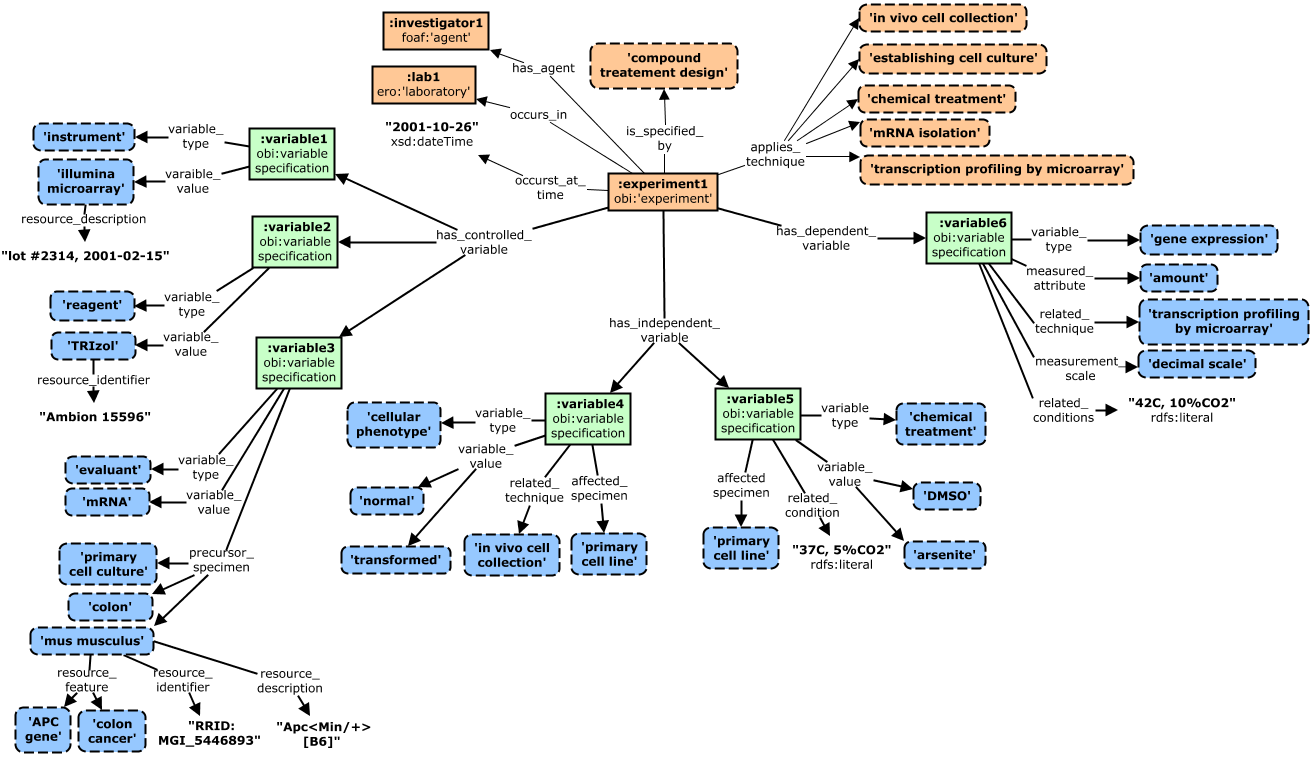 :investigator1
foaf:'agent'
:lab1
ero:'laboratory'
"2001-10-26"
xsd:dateTime
has_agent
occurs_in
occurst_at_
time
'compound
treatement design'
is_specified_
by
:experiment1
obi:'experiment'
applies_
technique
'in vivo cell collection'
'establishing cell culture'
'chemical treatment'
'mRNA isolation'
'transcription profiling by microarray'
'instrument'
variable_
type
:variable1
obi:variable
specification
'illumina
microarray'
varaible_
value
resource_description
"lot #2314, 2001-02-15"
:variable2
obi:variable
specification
has_controlled_
variable
'reagent'
variable_
type
'TRIzol'
variable_
value
resource_identifier
"Ambion 15596"
:variable3
obi:variable
specification
'evaluant'
variable_
type
'mRNA'
variable_
value
'primary
cell culture'
precursor_
specimen
'colon'
'mus musculus'
resource_
feature
resource_
identifier
resource_
description
'APC
gene'
'colon
cancer'
"RRID:
MGI_5446893"
"Apc<Min/+>
[B6]"
has_independent_
variable
'cellular
phenotype'
variable_
type
:variable4
obi:variable
specification
variable_
value
'normal'
'transformed'
related_
technique
'in vivo cell
collection'
affected_
specimen
'primary
cell line'
:variable5
obi:variable
specification
variable
type
'chemical
treatment'
affected
specimen
'primary
cell line'
related_
condition
"37C, 5%CO2"
rdfs:literal
variable_
value
'DMSO'
'arsenite'
has_dependent_
variable
:variable6
obi:variable
specification
variable_
type
'gene expression'
measured_
attribute
'amount'
related_
technique
'transcription profiling
by microarray'
measurement_
scale
'decimal scale'
related_
conditions
"42C, 10%CO2"
rdfs:literal